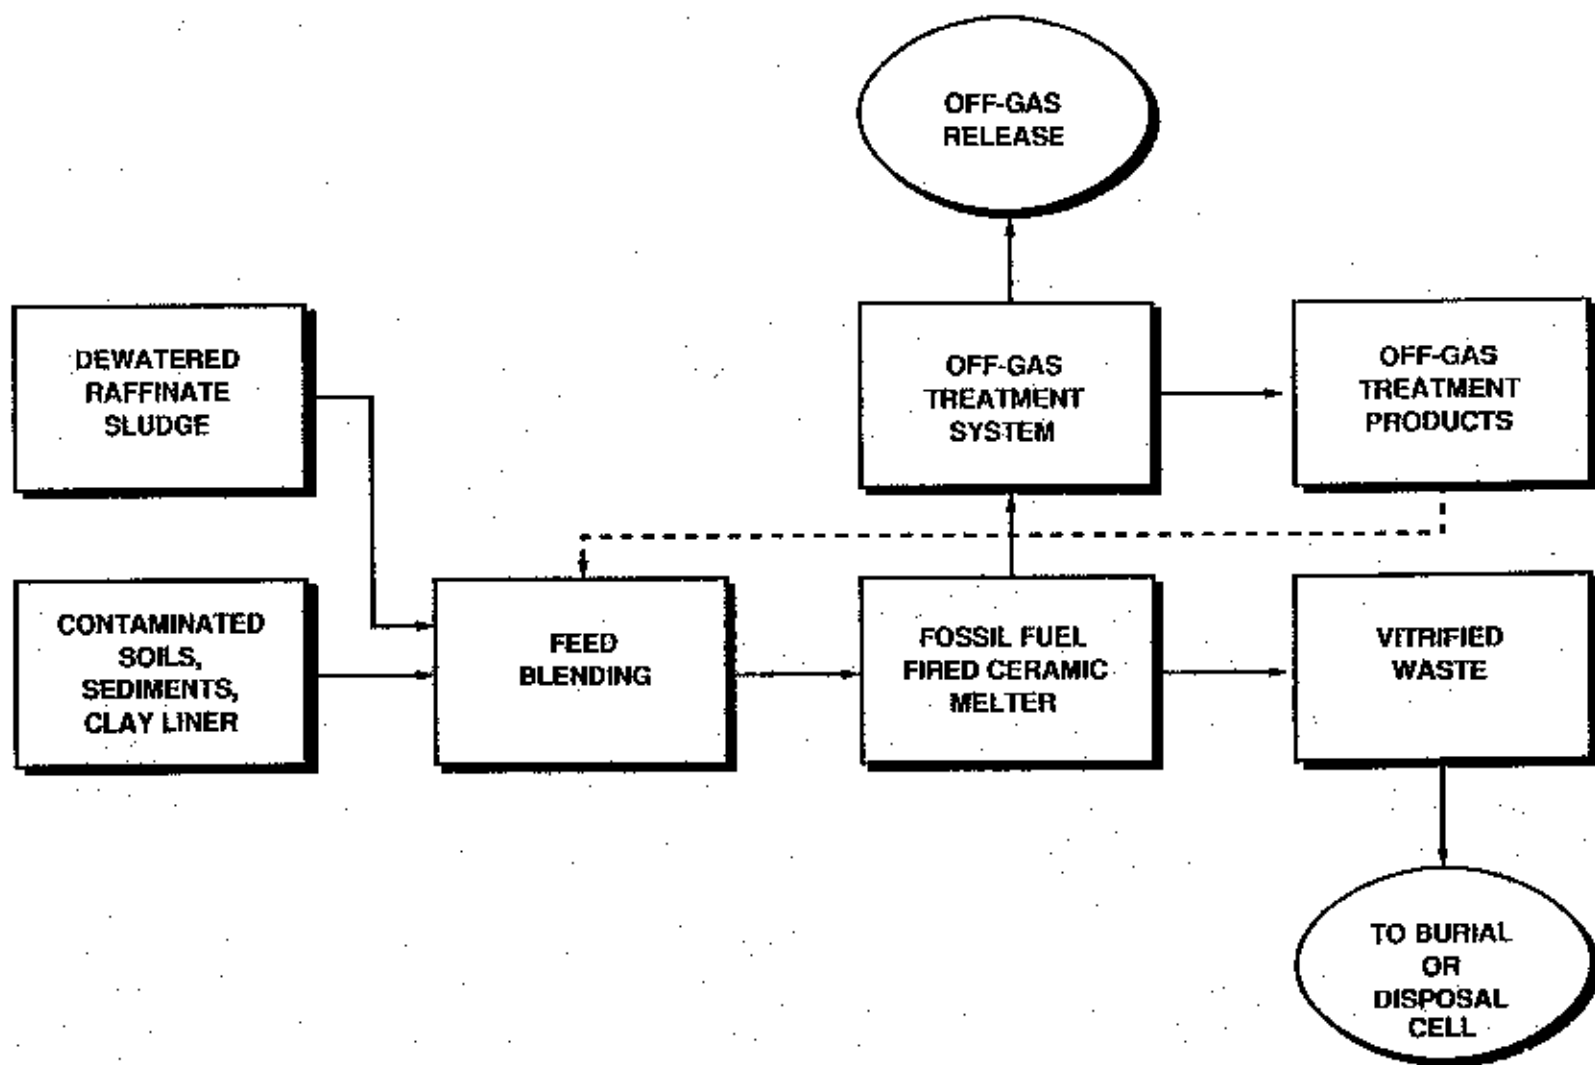 OFF-GAS
RELEASE
DEWATERED
RAFFINATE
SLUDGE
OFF-GAS
TREATMENT
SYSTEM
OFF-GAS
TREATMENT
PRODUCTS
CONTAMINATED
SOILS,
SEDIMENTS,
CLAY LINER
FEED
BLENDING
FOSSIL FUEL
FIRED CERAMIC
MELTER
VITRIFIED
WASTE
TO BURIAL
OR
DISPOSAL
CELL